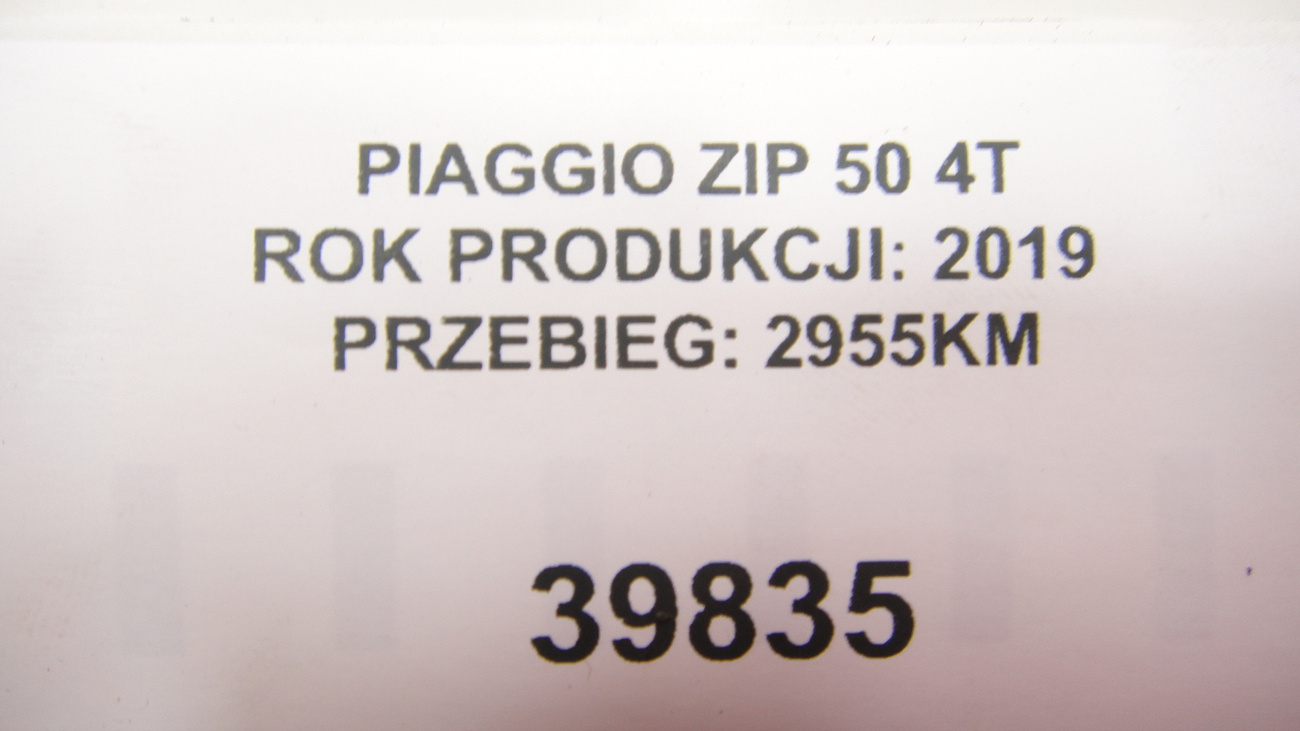 PIAGGIO ZIP 50 4T
ROK PRODUKCJI: 2019
PRZEBIEG: 2955KM
39835